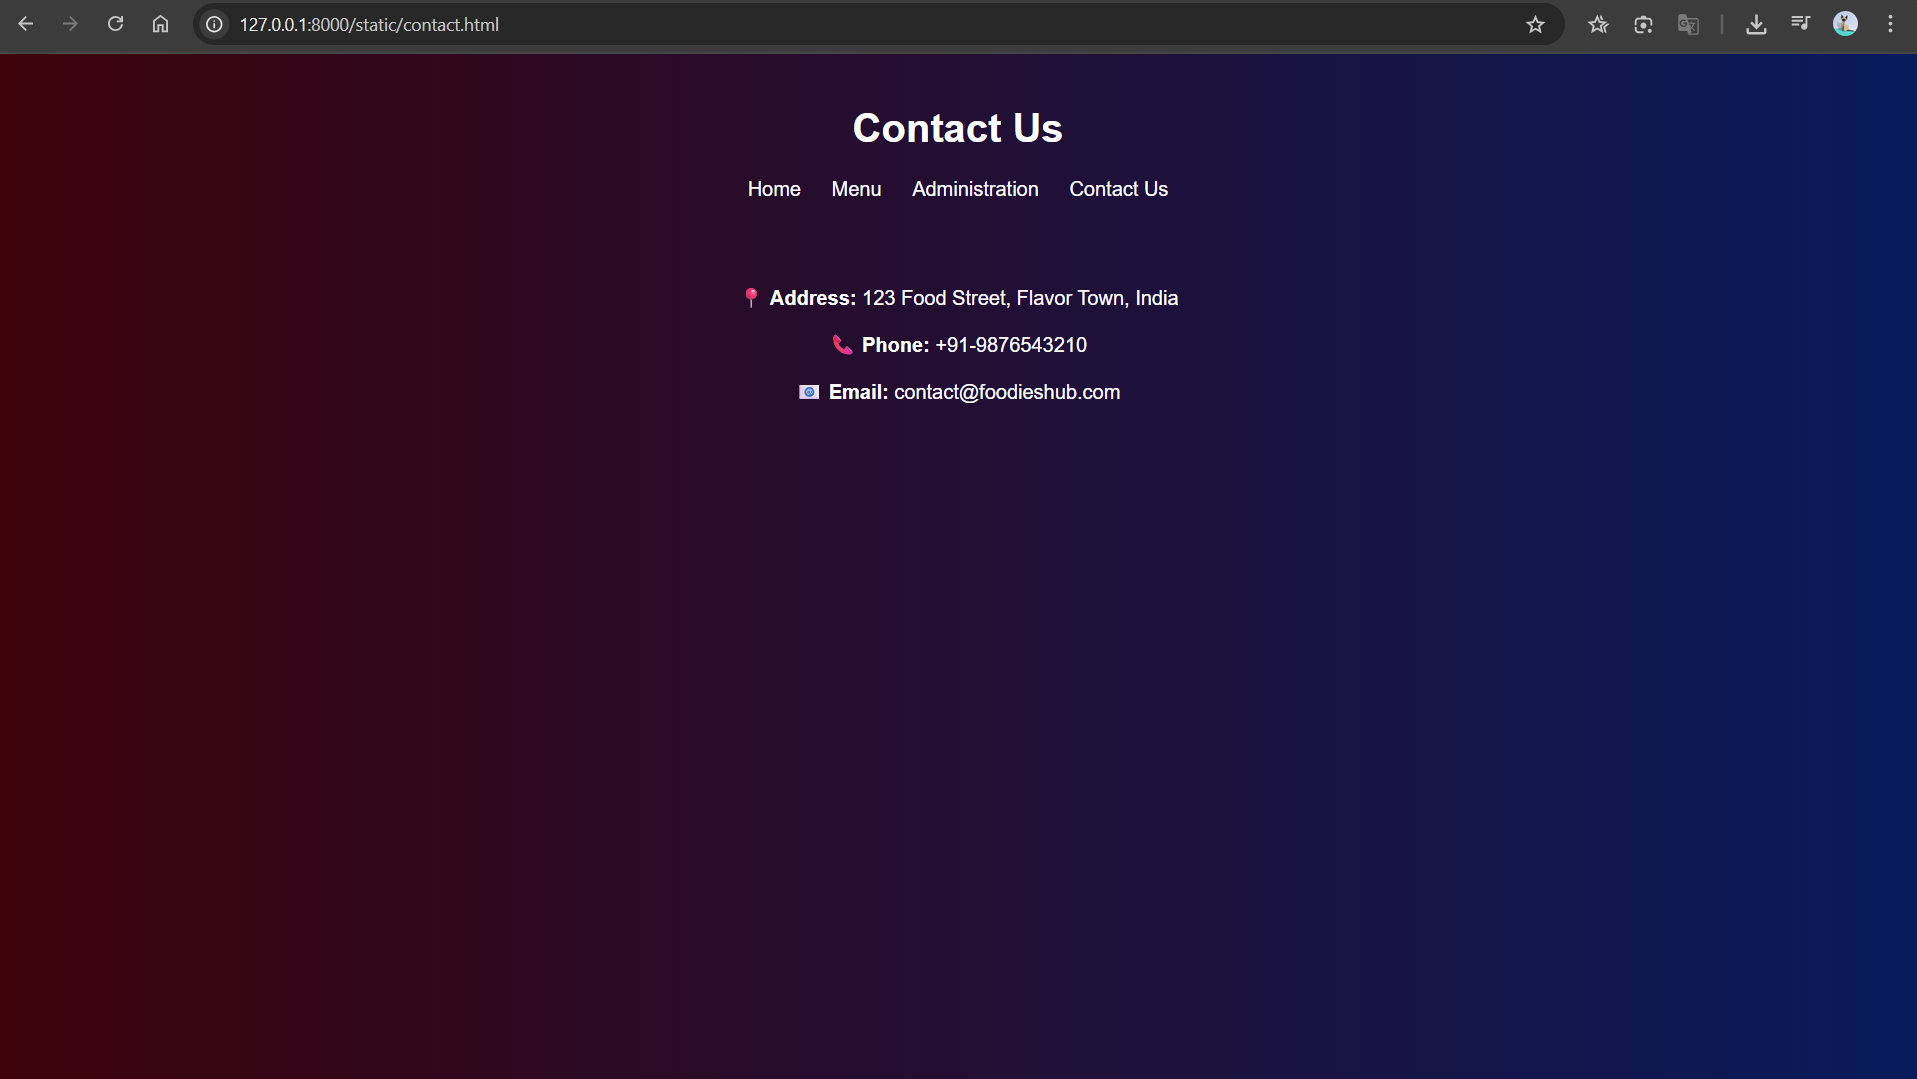 127.0.0.1:8000/static/contact.html
Contact Us
Home Menu Administration Contact Us
📍 Address: 123 Food Street, Flavor Town, India
📞 Phone: +91-9876543210
📧 Email: contact@foodieshub.com